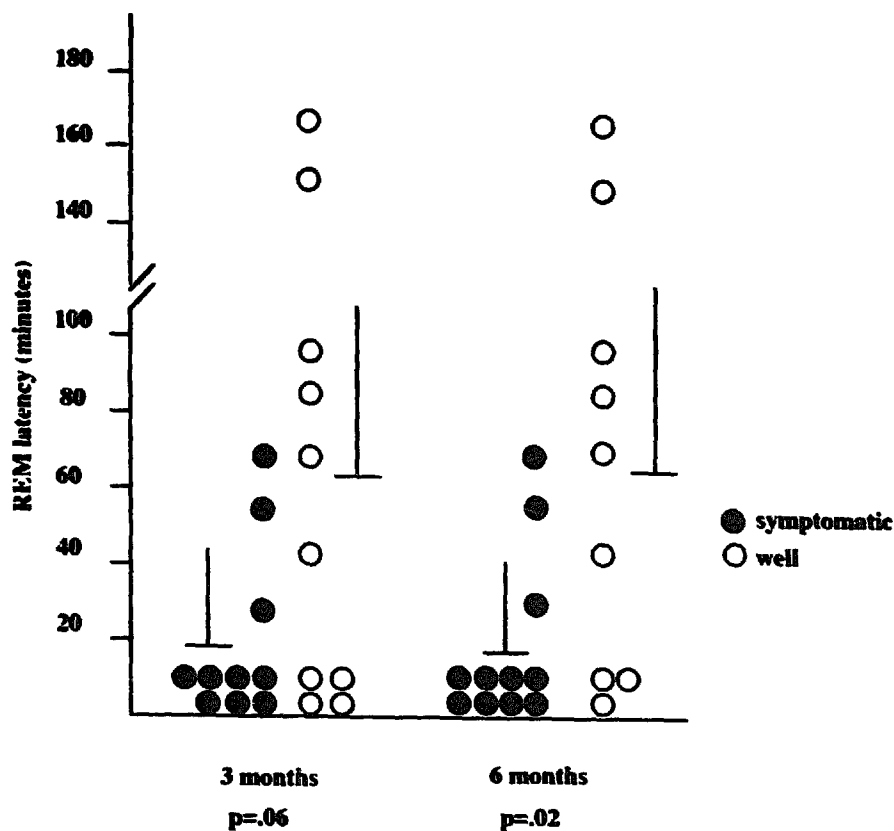 REM latency (minutes)
180
160
140
100
80
60
40
20
symptomatic
well
3 months
6 months
p=.06
p=.02